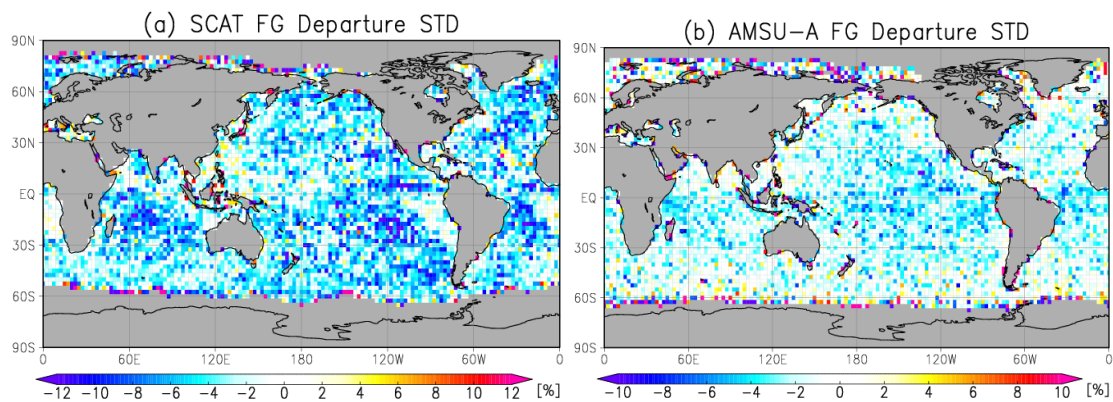 (a) SCAT FG Departure STD
90N
60N
30N
EQ
30S
60S
90S
0 60E 120E 180 120W 60W 0
−12 −10 −8 −6 −4 −2 0 2 4 6 8 10 12 [%]
(b) AMSU−A FG Departure STD
90N
60N
30N
EQ
30S
60S
90S
0 60E 120E 180 120W 60W 0
−10 −8 −6 −4 −2 0 2 4 6 8 10 [%]